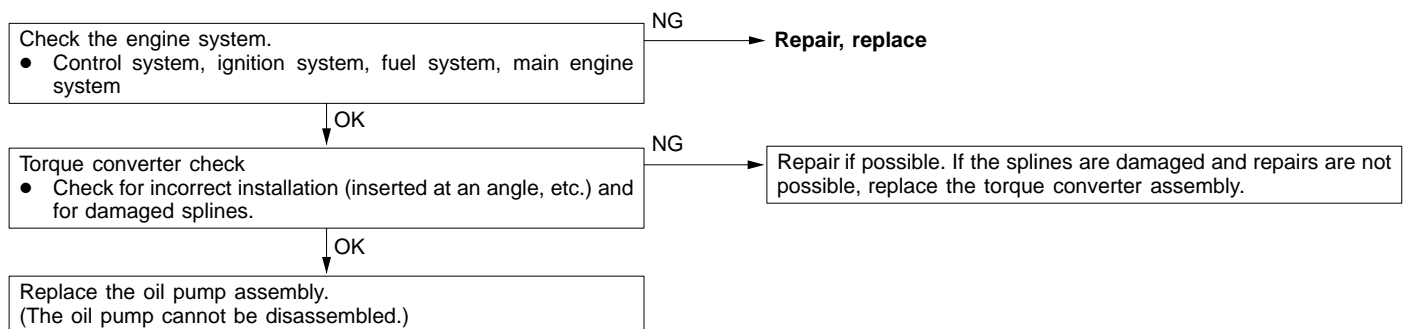 Check the engine system.
NG
Repair, replace
● Control system, ignition system, fuel system, main engine
system
OK
Torque converter check
NG
● Check for incorrect installation (inserted at an angle, etc.) and
for damaged splines.
Repair if possible. If the splines are damaged and repairs are not
possible, replace the torque converter assembly.
OK
Replace the oil pump assembly.
(The oil pump cannot be disassembled.)